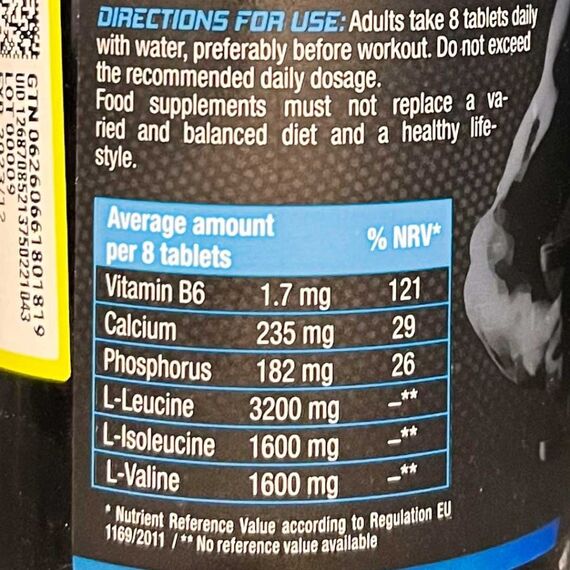 DIRECTIONS FOR USE: Adults take 8 tablets daily
with water, preferably before workout. Do not exceed
the recommended daily dosage.
Food supplements must not replace a va-
ried and balanced diet and a healthy life-
style.
Average amount
per 8 tablets % NRV*
Vitamin B6 1.7 mg 121
Calcium 235 mg 29
Phosphorus 182 mg 26
L-Leucine 3200 mg –**
L-Isoleucine 1600 mg –**
L-Valine 1600 mg –**
* Nutrient Reference Value according to Regulation EU
1169/2011 / ** No reference value available
GTN 06260661801819
LOT 00009